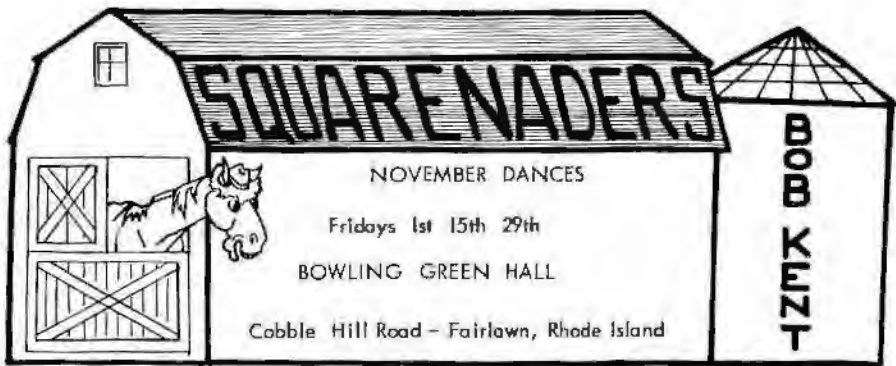 SQUARENADERS
NOVEMBER DANCES
Fridays 1st 15th 29th
BOWLING GREEN HALL
Cobble Hill Road - Fairlawn, Rhode Island
BOB KENT